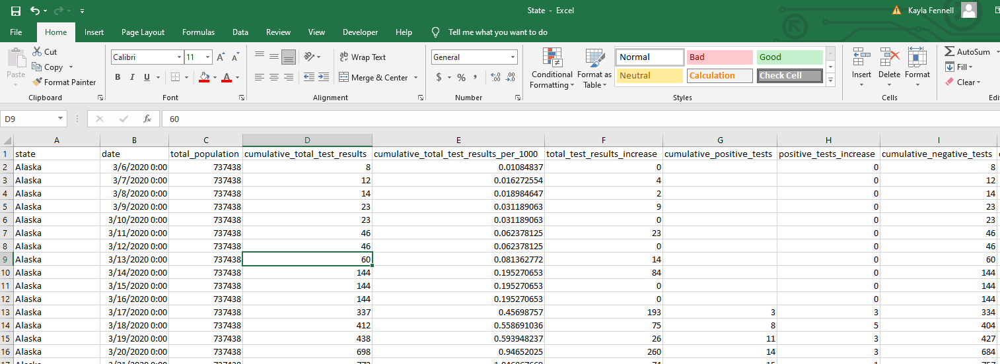 State - Excel
Kayla Fennell
File Home Insert Page Layout Formulas Data Review View Developer Help Tell me what you want to do
Paste
Cut
Copy
Format Painter
Clipboard
Calibri 11
B I U
Font
Wrap Text
Merge & Center
Alignment
General
$ % ,
Number
Conditional Formatting
Format as Table
Normal Bad Good
Neutral Calculation Check Cell
Styles
Insert Delete Format
Cells
AutoSum
Fill
Clear
D9 fx 60
A B C D E F G H I
1 state date total_population cumulative_total_test_results cumulative_total_test_results_per_1000 total_test_results_increase cumulative_positive_tests positive_tests_increase cumulative_negative_tests
2 Alaska 3/6/2020 0:00 737438 8 0.01084837 0 0 8
3 Alaska 3/7/2020 0:00 737438 12 0.016272554 4 0 12
4 Alaska 3/8/2020 0:00 737438 14 0.018984647 2 0 14
5 Alaska 3/9/2020 0:00 737438 23 0.031189063 9 0 23
6 Alaska 3/10/2020 0:00 737438 23 0.031189063 0 0 23
7 Alaska 3/11/2020 0:00 737438 46 0.062378125 23 0 46
8 Alaska 3/12/2020 0:00 737438 46 0.062378125 0 0 46
9 Alaska 3/13/2020 0:00 737438 60 0.081362772 14 0 60
10 Alaska 3/14/2020 0:00 737438 144 0.195270653 84 0 144
11 Alaska 3/15/2020 0:00 737438 144 0.195270653 0 0 144
12 Alaska 3/16/2020 0:00 737438 144 0.195270653 0 0 144
13 Alaska 3/17/2020 0:00 737438 337 0.45698757 193 3 3 334
14 Alaska 3/18/2020 0:00 737438 412 0.558691036 75 8 5 404
15 Alaska 3/19/2020 0:00 737438 438 0.593948237 26 11 3 427
16 Alaska 3/20/2020 0:00 737438 698 0.94652025 260 14 3 684